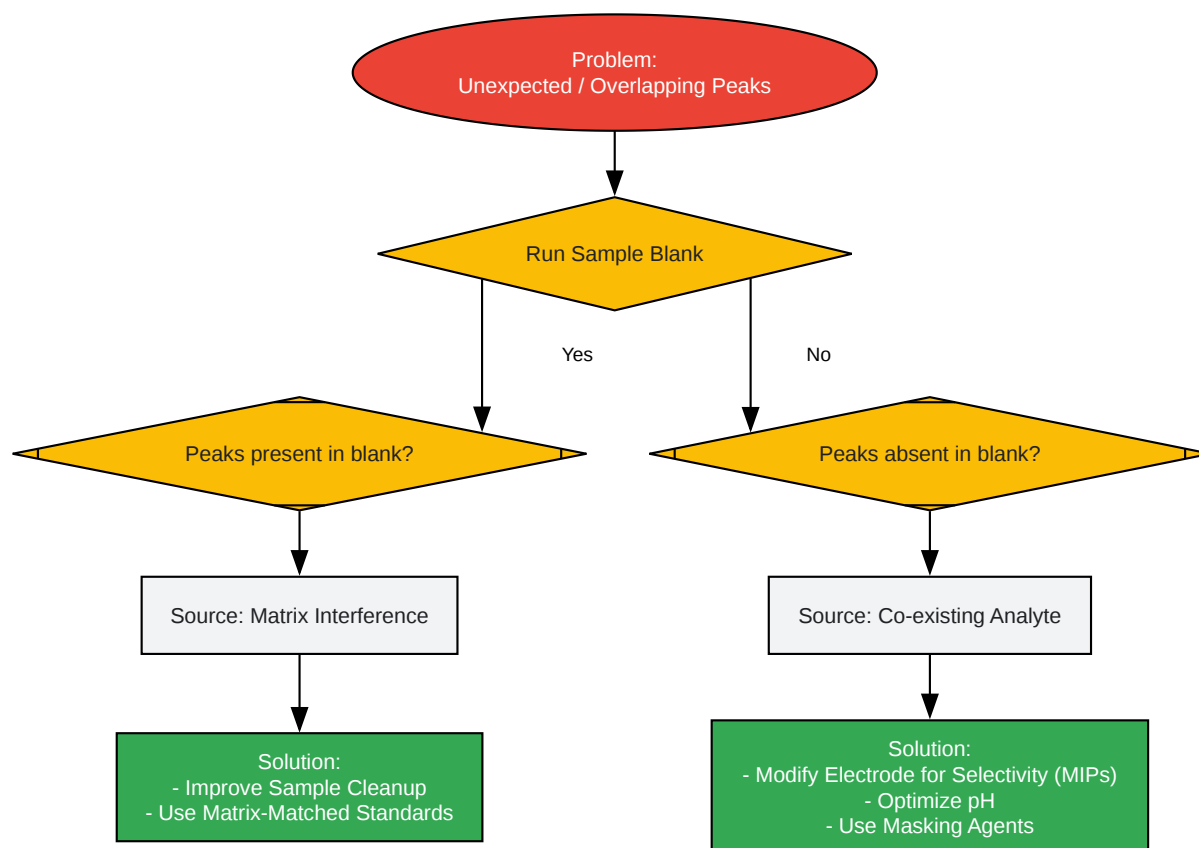 Problem:
Unexpected / Overlapping Peaks
Run Sample Blank
Yes
No
Peaks present in blank?
Peaks absent in blank?
Source: Matrix Interference
Source: Co-existing Analyte
Solution:
- Improve Sample Cleanup
- Use Matrix-Matched Standards
Solution:
- Modify Electrode for Selectivity (MIPs)
- Optimize pH
- Use Masking Agents